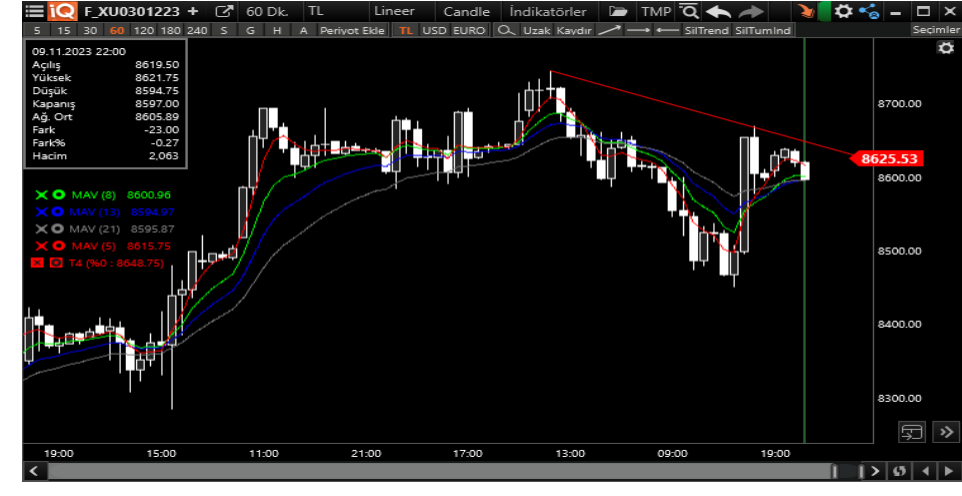 iQ F_XU0301223 + 60 Dk. TL Lineer Candle İndikatörler TMP
5 15 30 60 120 180 240 S G H A Periyot Ekle TL USD EURO Uzak Kaydır SilTrend SilTumInd Seçimler
09.11.2023 22:00
Açılış 8619.50
Yüksek 8621.75
Düşük 8594.75
Kapanış 8597.00
Ağ. Ort 8605.89
Fark -23.00
Fark% -0.27
Hacim 2,063
MAV (8) 8600.96
MAV (13) 8594.97
MAV (21) 8595.87
MAV (5) 8615.75
T4 (%0 : 8648.75)
8700.00
8625.53
8600.00
8500.00
8400.00
8300.00
19:00 15:00 11:00 21:00 17:00 13:00 09:00 19:00